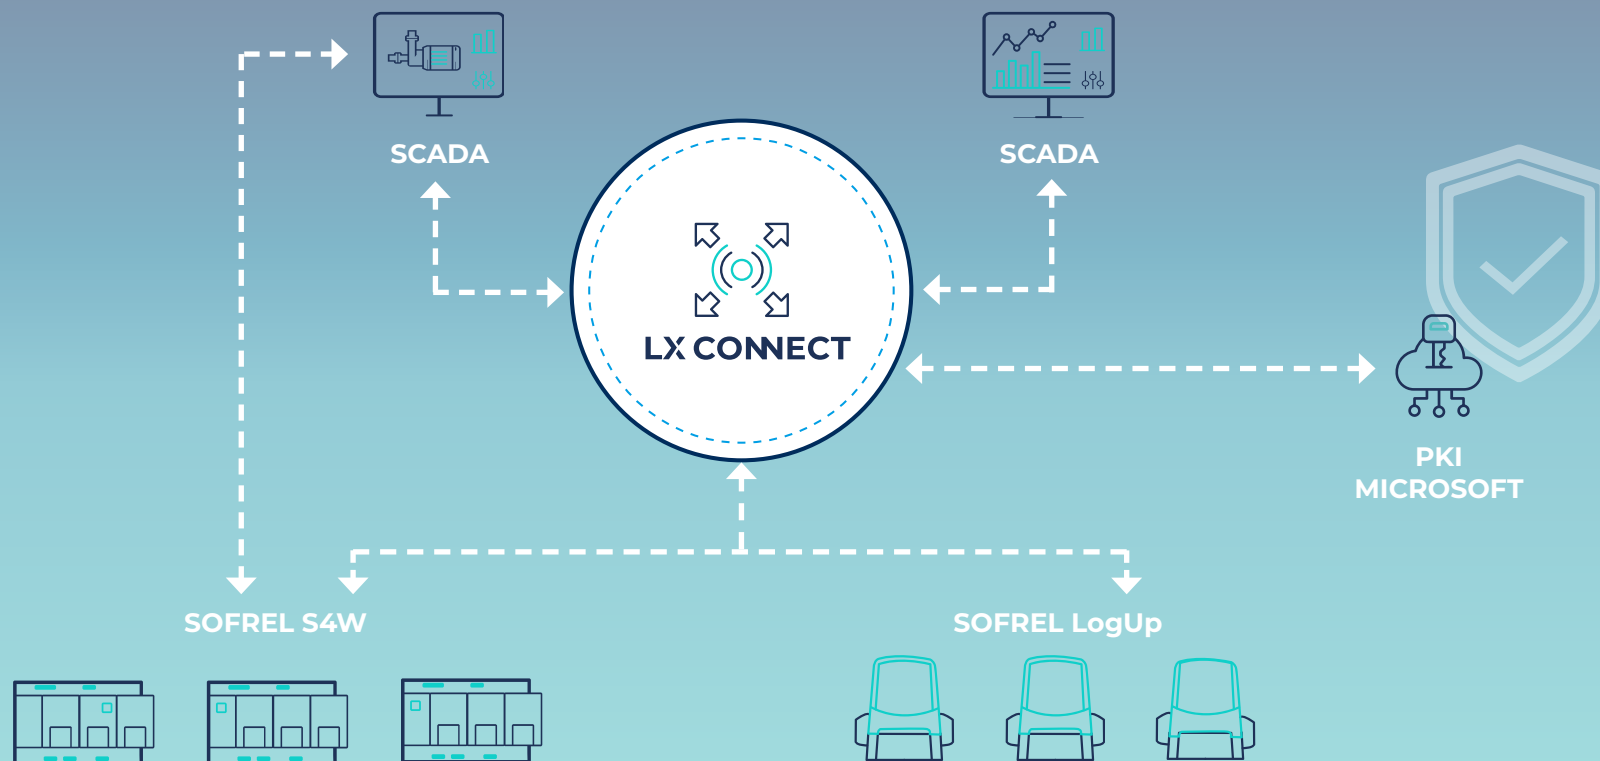 SCADA
SCADA
LX CONNECT
PKI
MICROSOFT
SOFREL S4W
SOFREL LogUp